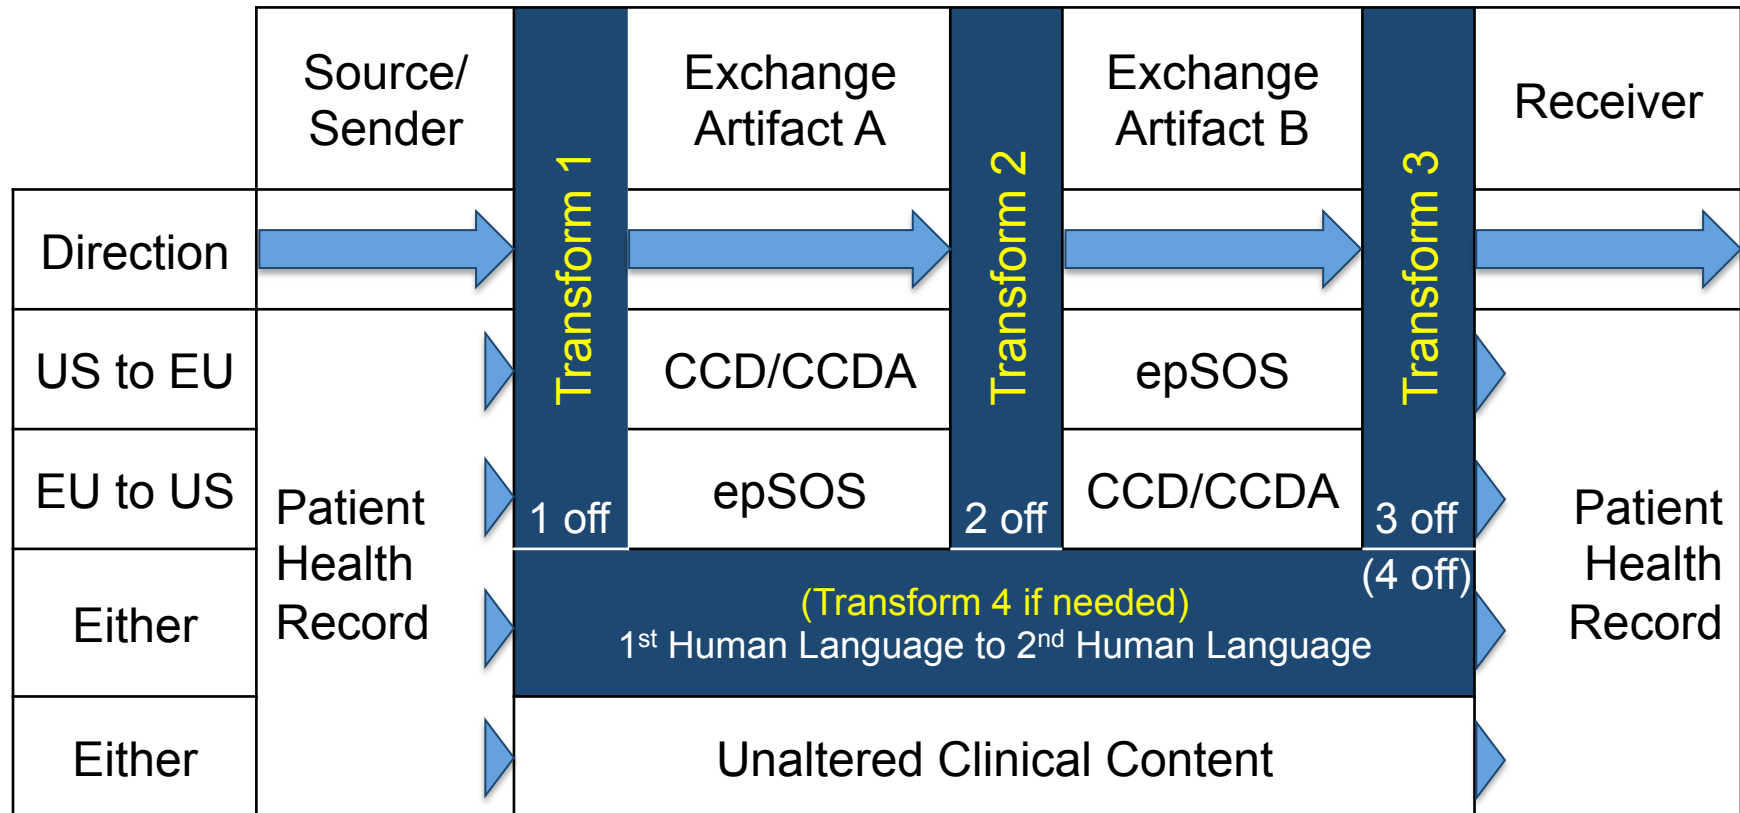 Source/
Sender
Transform 1
Exchange
Artifact A
Transform 2
Exchange
Artifact B
Transform 3
Receiver
Direction
US to EU
CCD/CCDA
epSOS
EU to US
Patient
Health
Record
1 off
epSOS
2 off
CCD/CCDA
3 off
(4 off)
Patient
Health
Record
Either
(Transform 4 if needed)
1st Human Language to 2nd Human Language
Either
Unaltered Clinical Content